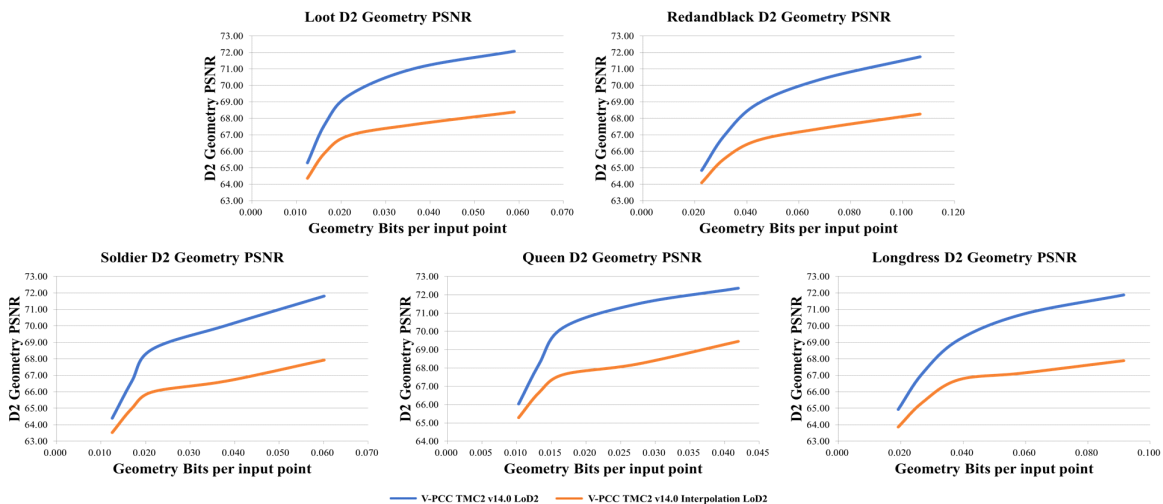 Loot D2 Geometry PSNR
D2 Geometry PSNR
73.00
72.00
71.00
70.00
69.00
68.00
67.00
66.00
65.00
64.00
63.00
0.000 0.010 0.020 0.030 0.040 0.050 0.060 0.070
Geometry Bits per input point
Redandblack D2 Geometry PSNR
D2 Geometry PSNR
73.00
72.00
71.00
70.00
69.00
68.00
67.00
66.00
65.00
64.00
63.00
0.000 0.020 0.040 0.060 0.080 0.100 0.120
Geometry Bits per input point
Soldier D2 Geometry PSNR
D2 Geometry PSNR
73.00
72.00
71.00
70.00
69.00
68.00
67.00
66.00
65.00
64.00
63.00
0.000 0.010 0.020 0.030 0.040 0.050 0.060 0.070
Geometry Bits per input point
Queen D2 Geometry PSNR
D2 Geometry PSNR
73.00
72.00
71.00
70.00
69.00
68.00
67.00
66.00
65.00
64.00
0.000 0.005 0.010 0.015 0.020 0.025 0.030 0.035 0.040 0.045
Geometry Bits per input point
Longdress D2 Geometry PSNR
D2 Geometry PSNR
73.00
72.00
71.00
70.00
69.00
68.00
67.00
66.00
65.00
64.00
63.00
0.000 0.020 0.040 0.060 0.080 0.100
Geometry Bits per input point
V-PCC TMC2 v14.0 LoD2 V-PCC TMC2 v14.0 Interpolation LoD2